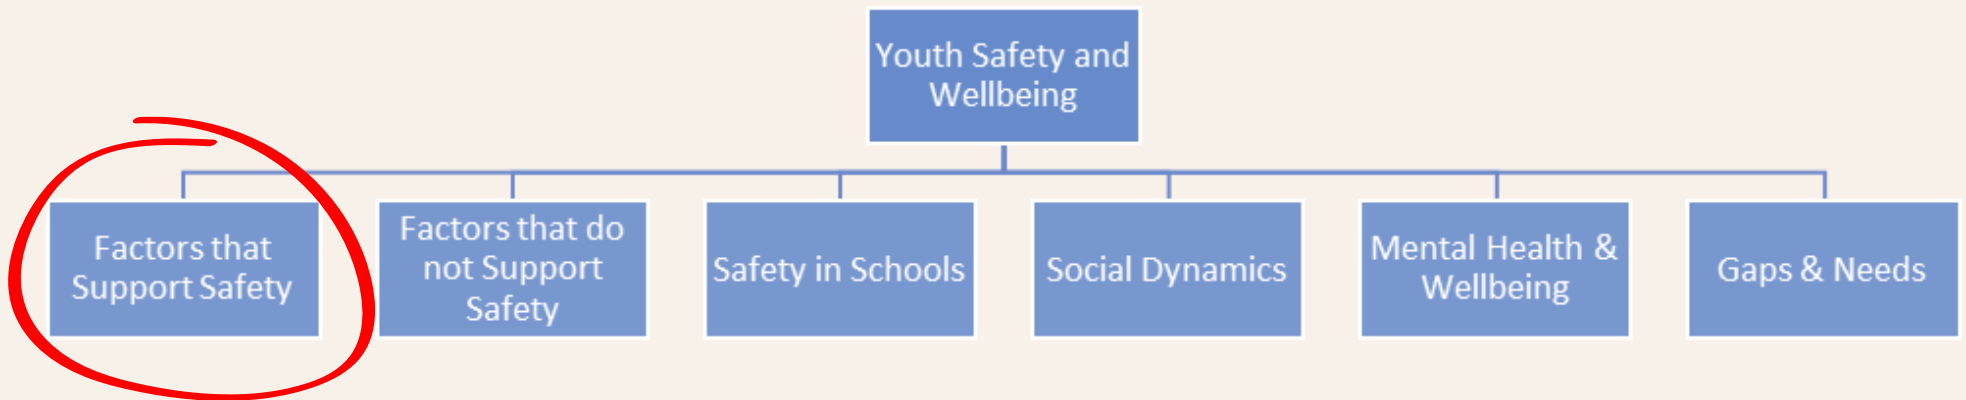 Youth Safety and
Wellbeing
Factors that
Support Safety
Factors that do
not Support
Safety
Safety in Schools
Social Dynamics
Mental Health &
Wellbeing
Gaps & Needs